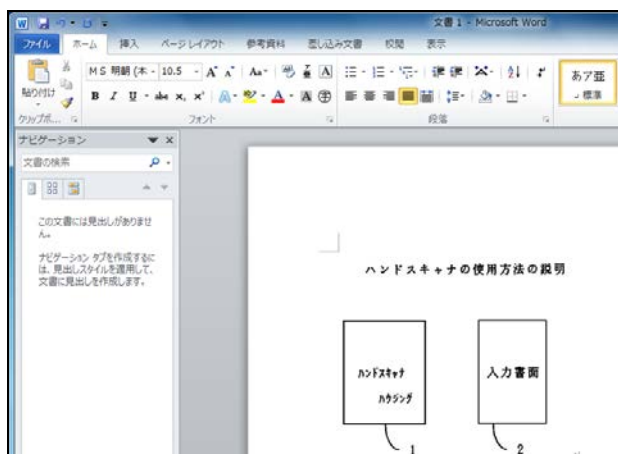 文書 1 - Microsoft Word
ファイル ホーム 挿入 ページ レイアウト 参考資料 差し込み文書 校閲 表示
貼り付け
MS 明朝 (本 10.5 A A Aa
B I U abc x₂ x² A A
あア亜
標準
クリップボ... フォント 段落
ナビゲーション
文書の検索
この文書には見出しがありませ
ん。
ナビゲーション タブを作成するに
は、見出しスタイルを適用して、
文書に見出しを作成します。
ハンドスキャナの使用方法の説明
ハンドスキャナ
ハウジング
入力書面
1 2